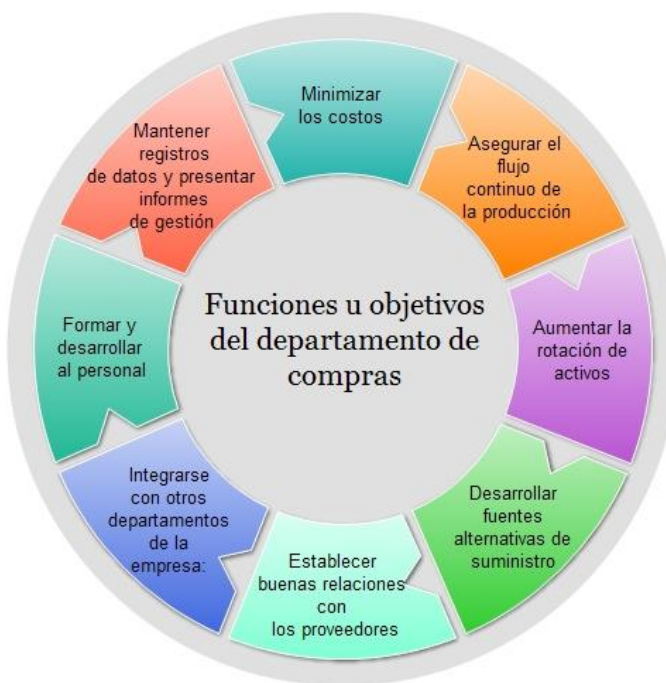 Funciones u objetivos
del departamento de
compras
Minimizar
los costos
Asegurar el
flujo
continuo de
la producción
Aumentar la
rotación de
activos
Desarrollar
fuentes
alternativas de
suministro
Establecer
buenas relaciones
con
los proveedores
Integrarse
con otros
departamentos
de la
empresa:
Formar y
desarrollar
al personal
Mantener
registros
de datos y presentar
informes
de gestión